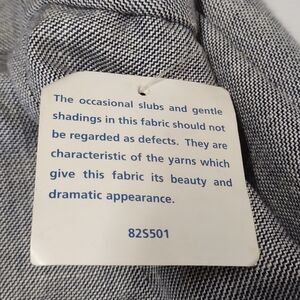 The occasional slubs and gentle
shadings in this fabric should not
be regarded as defects. They are
characteristic of the yarns which
give this fabric its beauty and
dramatic appearance.
82S501